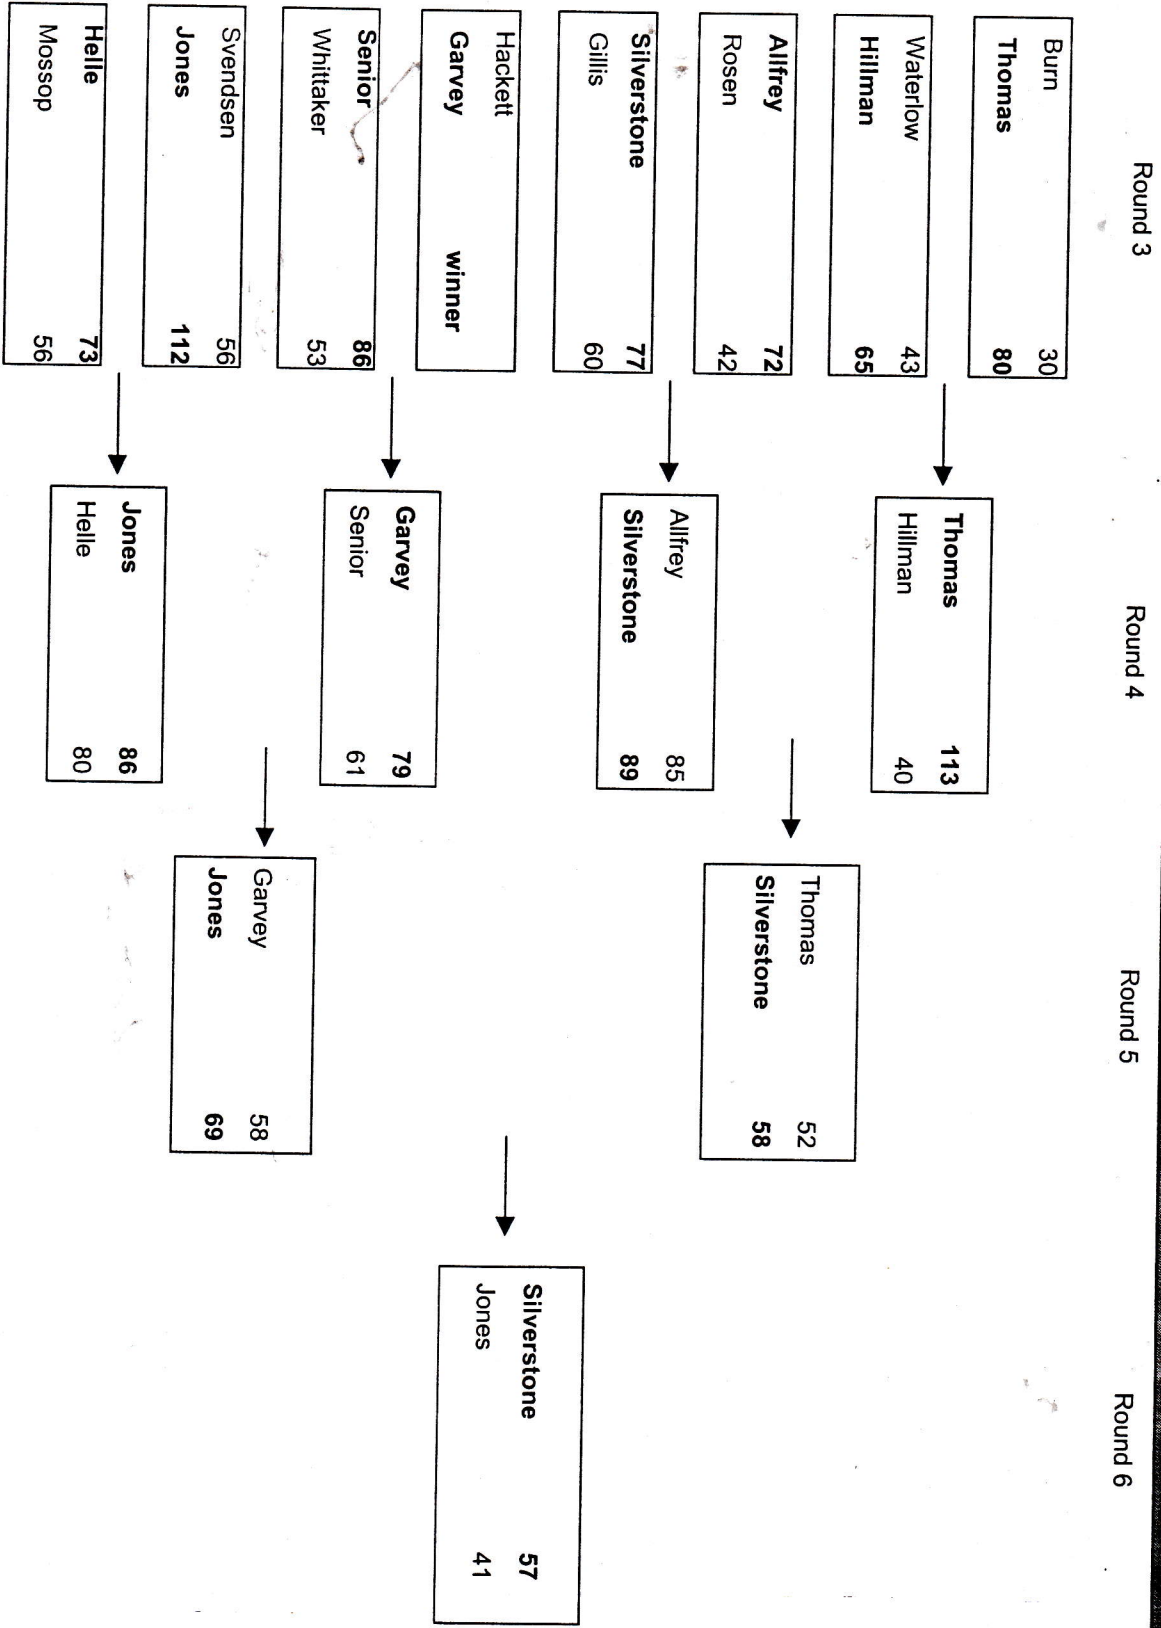 Round 3
Round 4
Round 5
Round 6
Burn 30
Thomas 80
Waterlow 43
Hillman 65
Allfrey 72
Rosen 42
Silverstone 77
Gillis 60
Hackett
Garvey winner
Senior 86
Whittaker 53
Svendsen 56
Jones 112
Helle 73
Mossop 56
Thomas 113
Hillman 40
Allfrey 85
Silverstone 89
Garvey 79
Senior 61
Jones 86
Helle 80
Thomas 52
Silverstone 58
Garvey 58
Jones 69
Silverstone 57
Jones 41